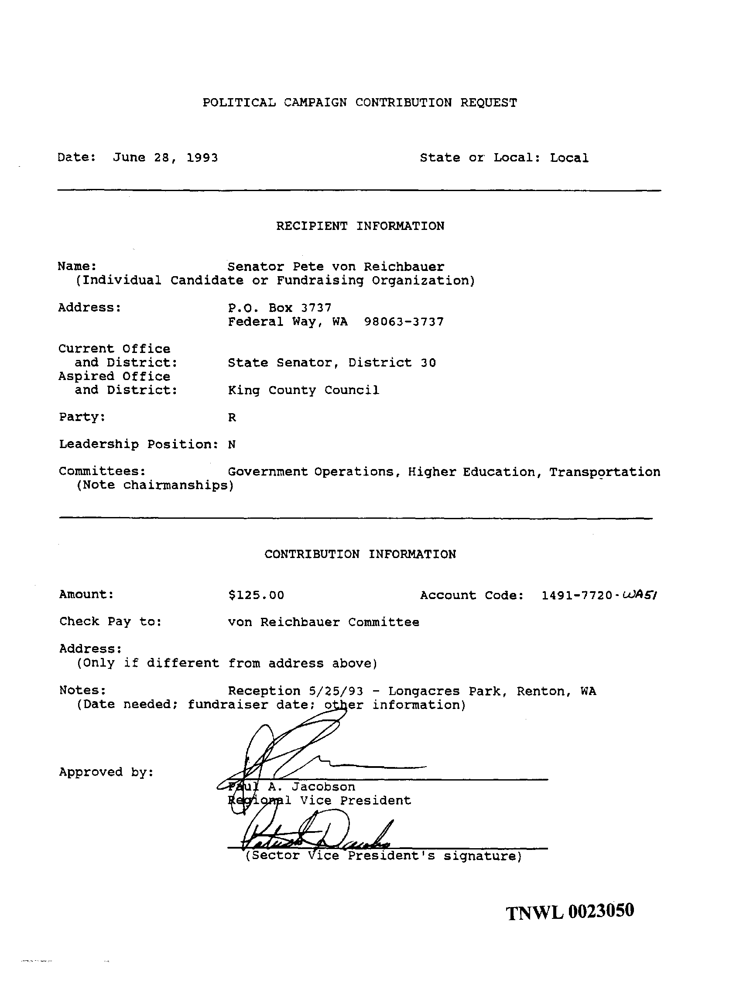 POLITICAL CAMPAIGN CONTRIBUTION REQUEST
Date: June 28, 1993 State or Local: Local
RECIPIENT INFORMATION
Name: Senator Pete von Reichbauer
(Individual Candidate or Fundraising Organization)
Address: P.O. Box 3737
Federal Way, WA 98063-3737
Current Office
and District: State Senator, District 30
Aspired Office
and District: King County Council
Party: R
Leadership Position: N
Committees: Government Operations, Higher Education, Transportation
(Note chairmanships)
CONTRIBUTION INFORMATION
Amount: $125.00 Account Code: 1491-7720-WA51
Check Pay to: von Reichbauer Committee
Address:
(Only if different from address above)
Notes: Reception 5/25/93 - Longacres Park, Renton, WA
(Date needed; fundraiser date; other information)
Approved by:
Paul A. Jacobson
Regional Vice President
(Sector Vice President's signature)
TNWL 0023050